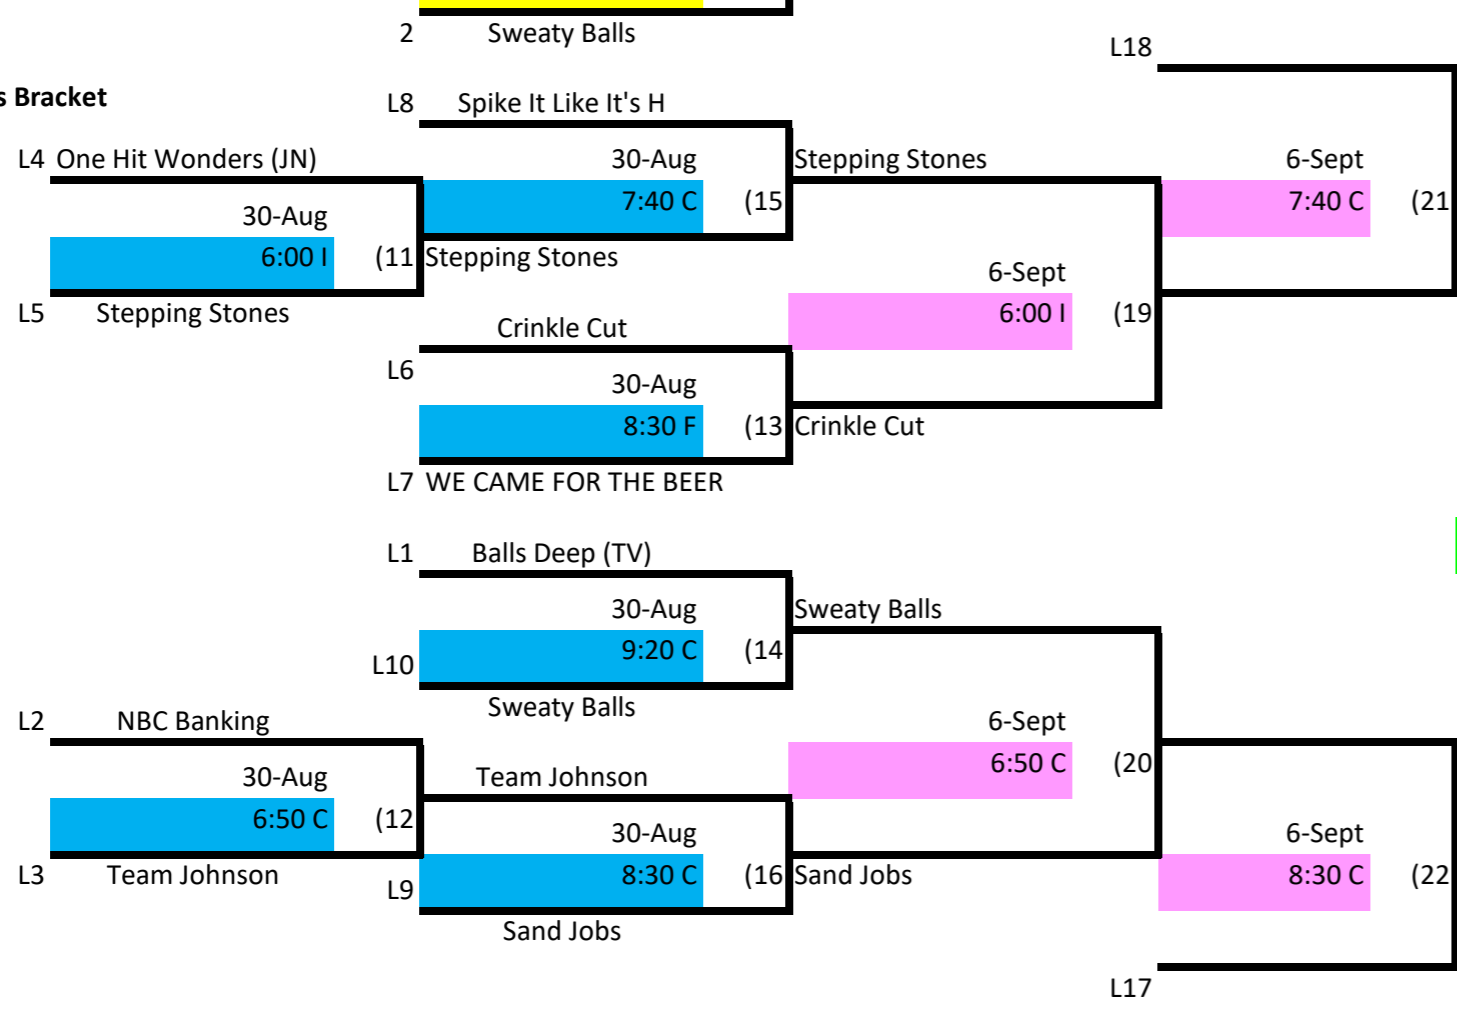 2
Sweaty Balls
L18
s Bracket
L8
Spike It Like It's H
L4
One Hit Wonders (JN)
30-Aug
Stepping Stones
6-Sept
7:40 C
(15
7:40 C
(21
30-Aug
6:00 I
(11
Stepping Stones
6-Sept
L5
Stepping Stones
6:00 I
(19
Crinkle Cut
L6
30-Aug
8:30 F
(13
Crinkle Cut
L7
WE CAME FOR THE BEER
L1
Balls Deep (TV)
30-Aug
Sweaty Balls
9:20 C
(14
L10
Sweaty Balls
L2
NBC Banking
6-Sept
30-Aug
Team Johnson
6:50 C
(20
6:50 C
(12
30-Aug
6-Sept
L3
Team Johnson
8:30 C
(16
Sand Jobs
8:30 C
(22
L9
Sand Jobs
L17